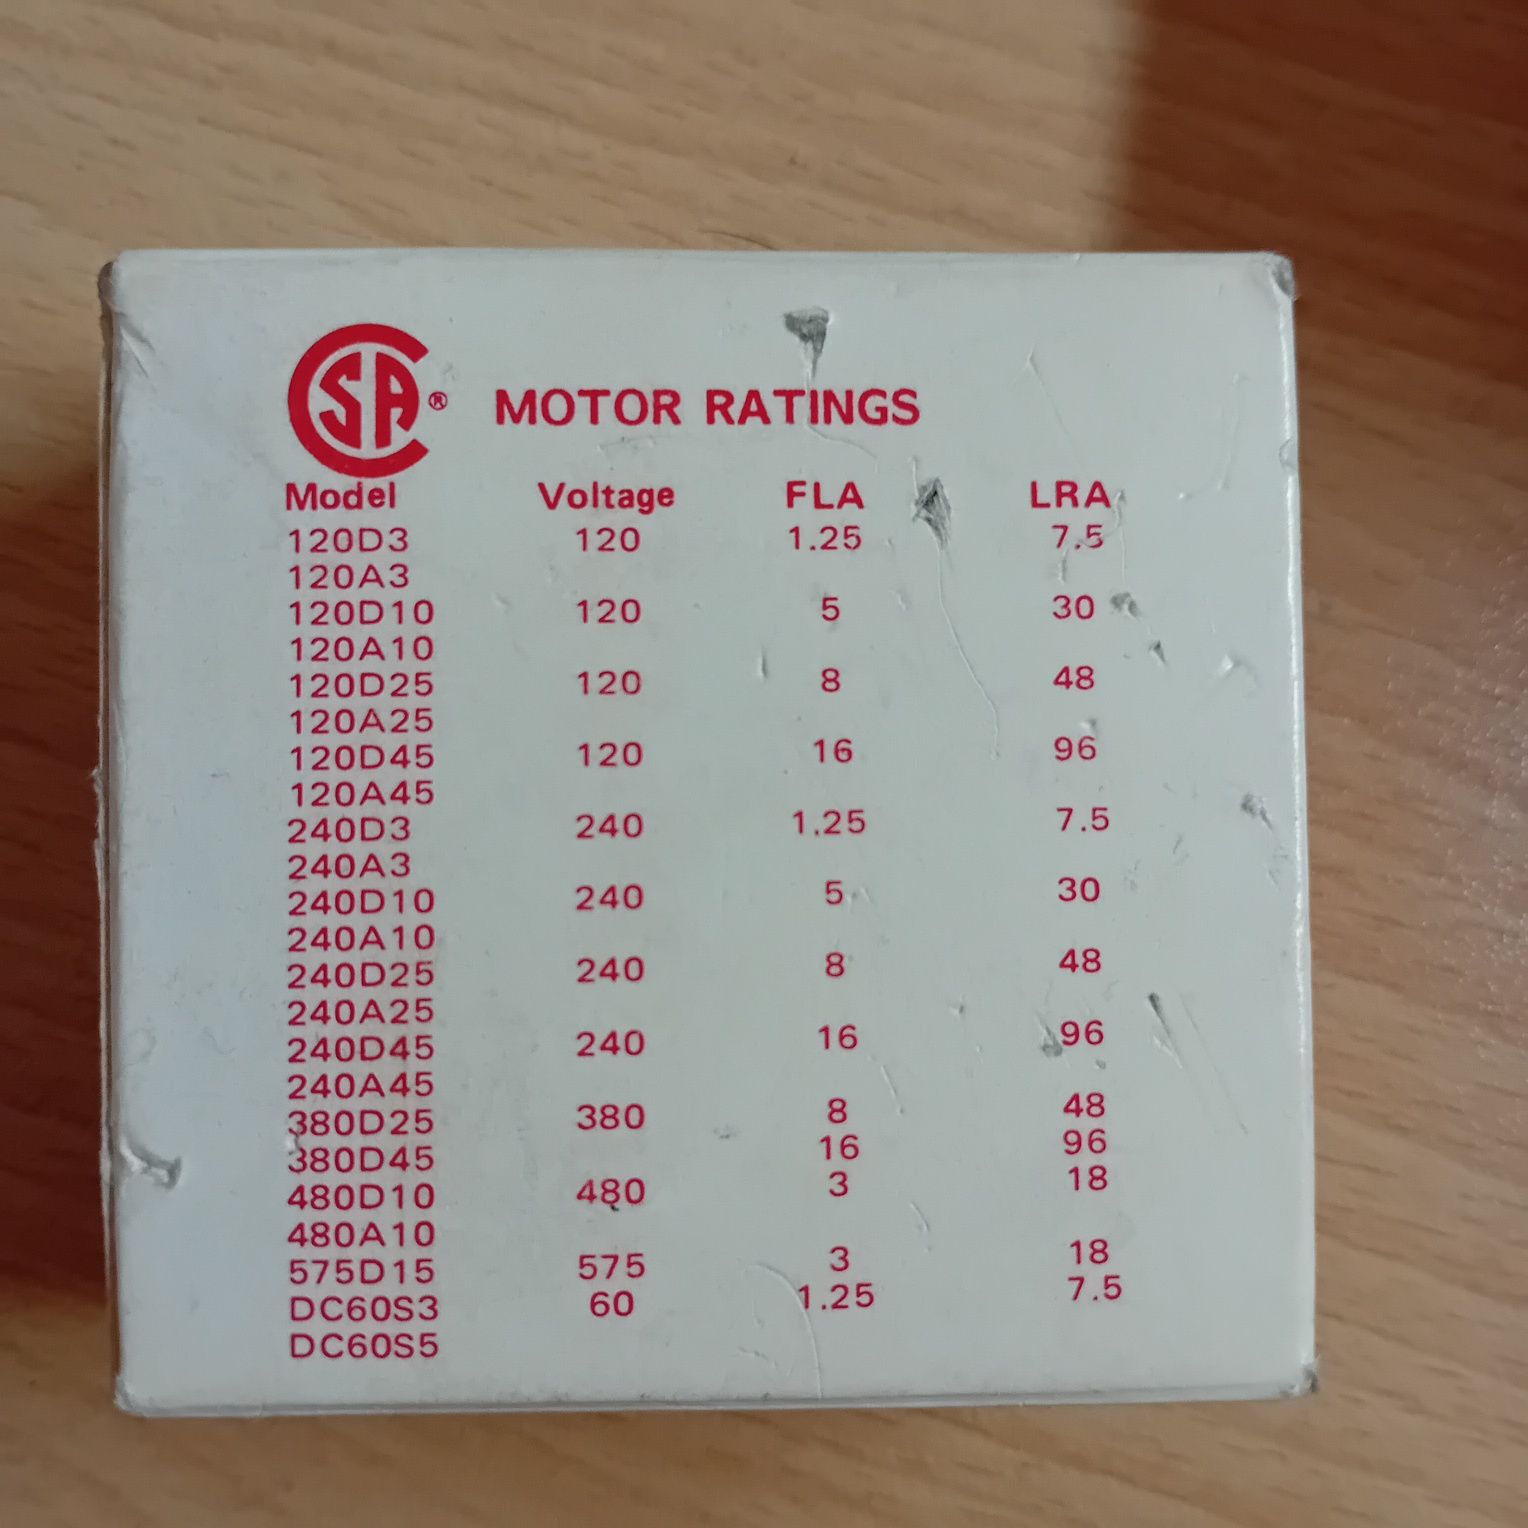 CSA® MOTOR RATINGS
Model Voltage FLA LRA
120D3 120 1.25 7.5
120A3
120D10 120 5 30
120A10
120D25 120 8 48
120A25
120D45 120 16 96
120A45
240D3 240 1.25 7.5
240A3
240D10 240 5 30
240A10
240D25 240 8 48
240A25
240D45 240 16 96
240A45
380D25 380 8 48
380D45 16 96
480D10 480 3 18
480A10
575D15 575 3 18
DC60S3 60 1.25 7.5
DC60S5